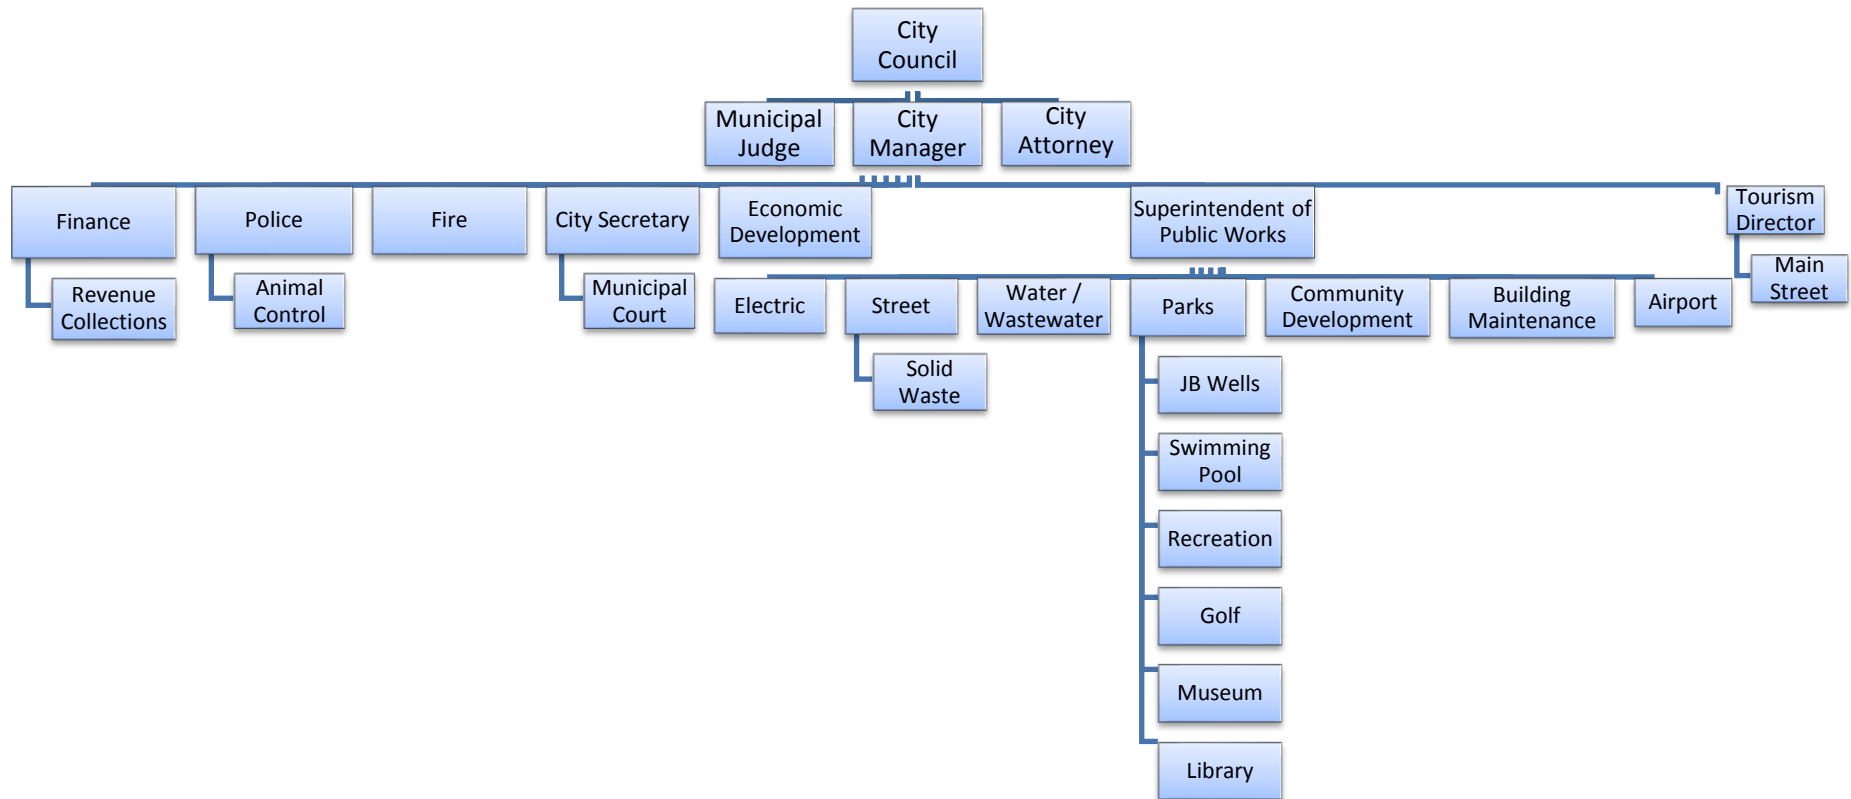 City
Council
Municipal
Judge
City
Manager
City
Attorney
Finance
Police
Fire
City Secretary
Economic
Development
Superintendent of
Public Works
Tourism
Director
Revenue
Collections
Animal
Control
Municipal
Court
Electric
Street
Water /
Wastewater
Parks
Community
Development
Building
Maintenance
Airport
Main
Street
Solid
Waste
JB Wells
Swimming
Pool
Recreation
Golf
Museum
Library